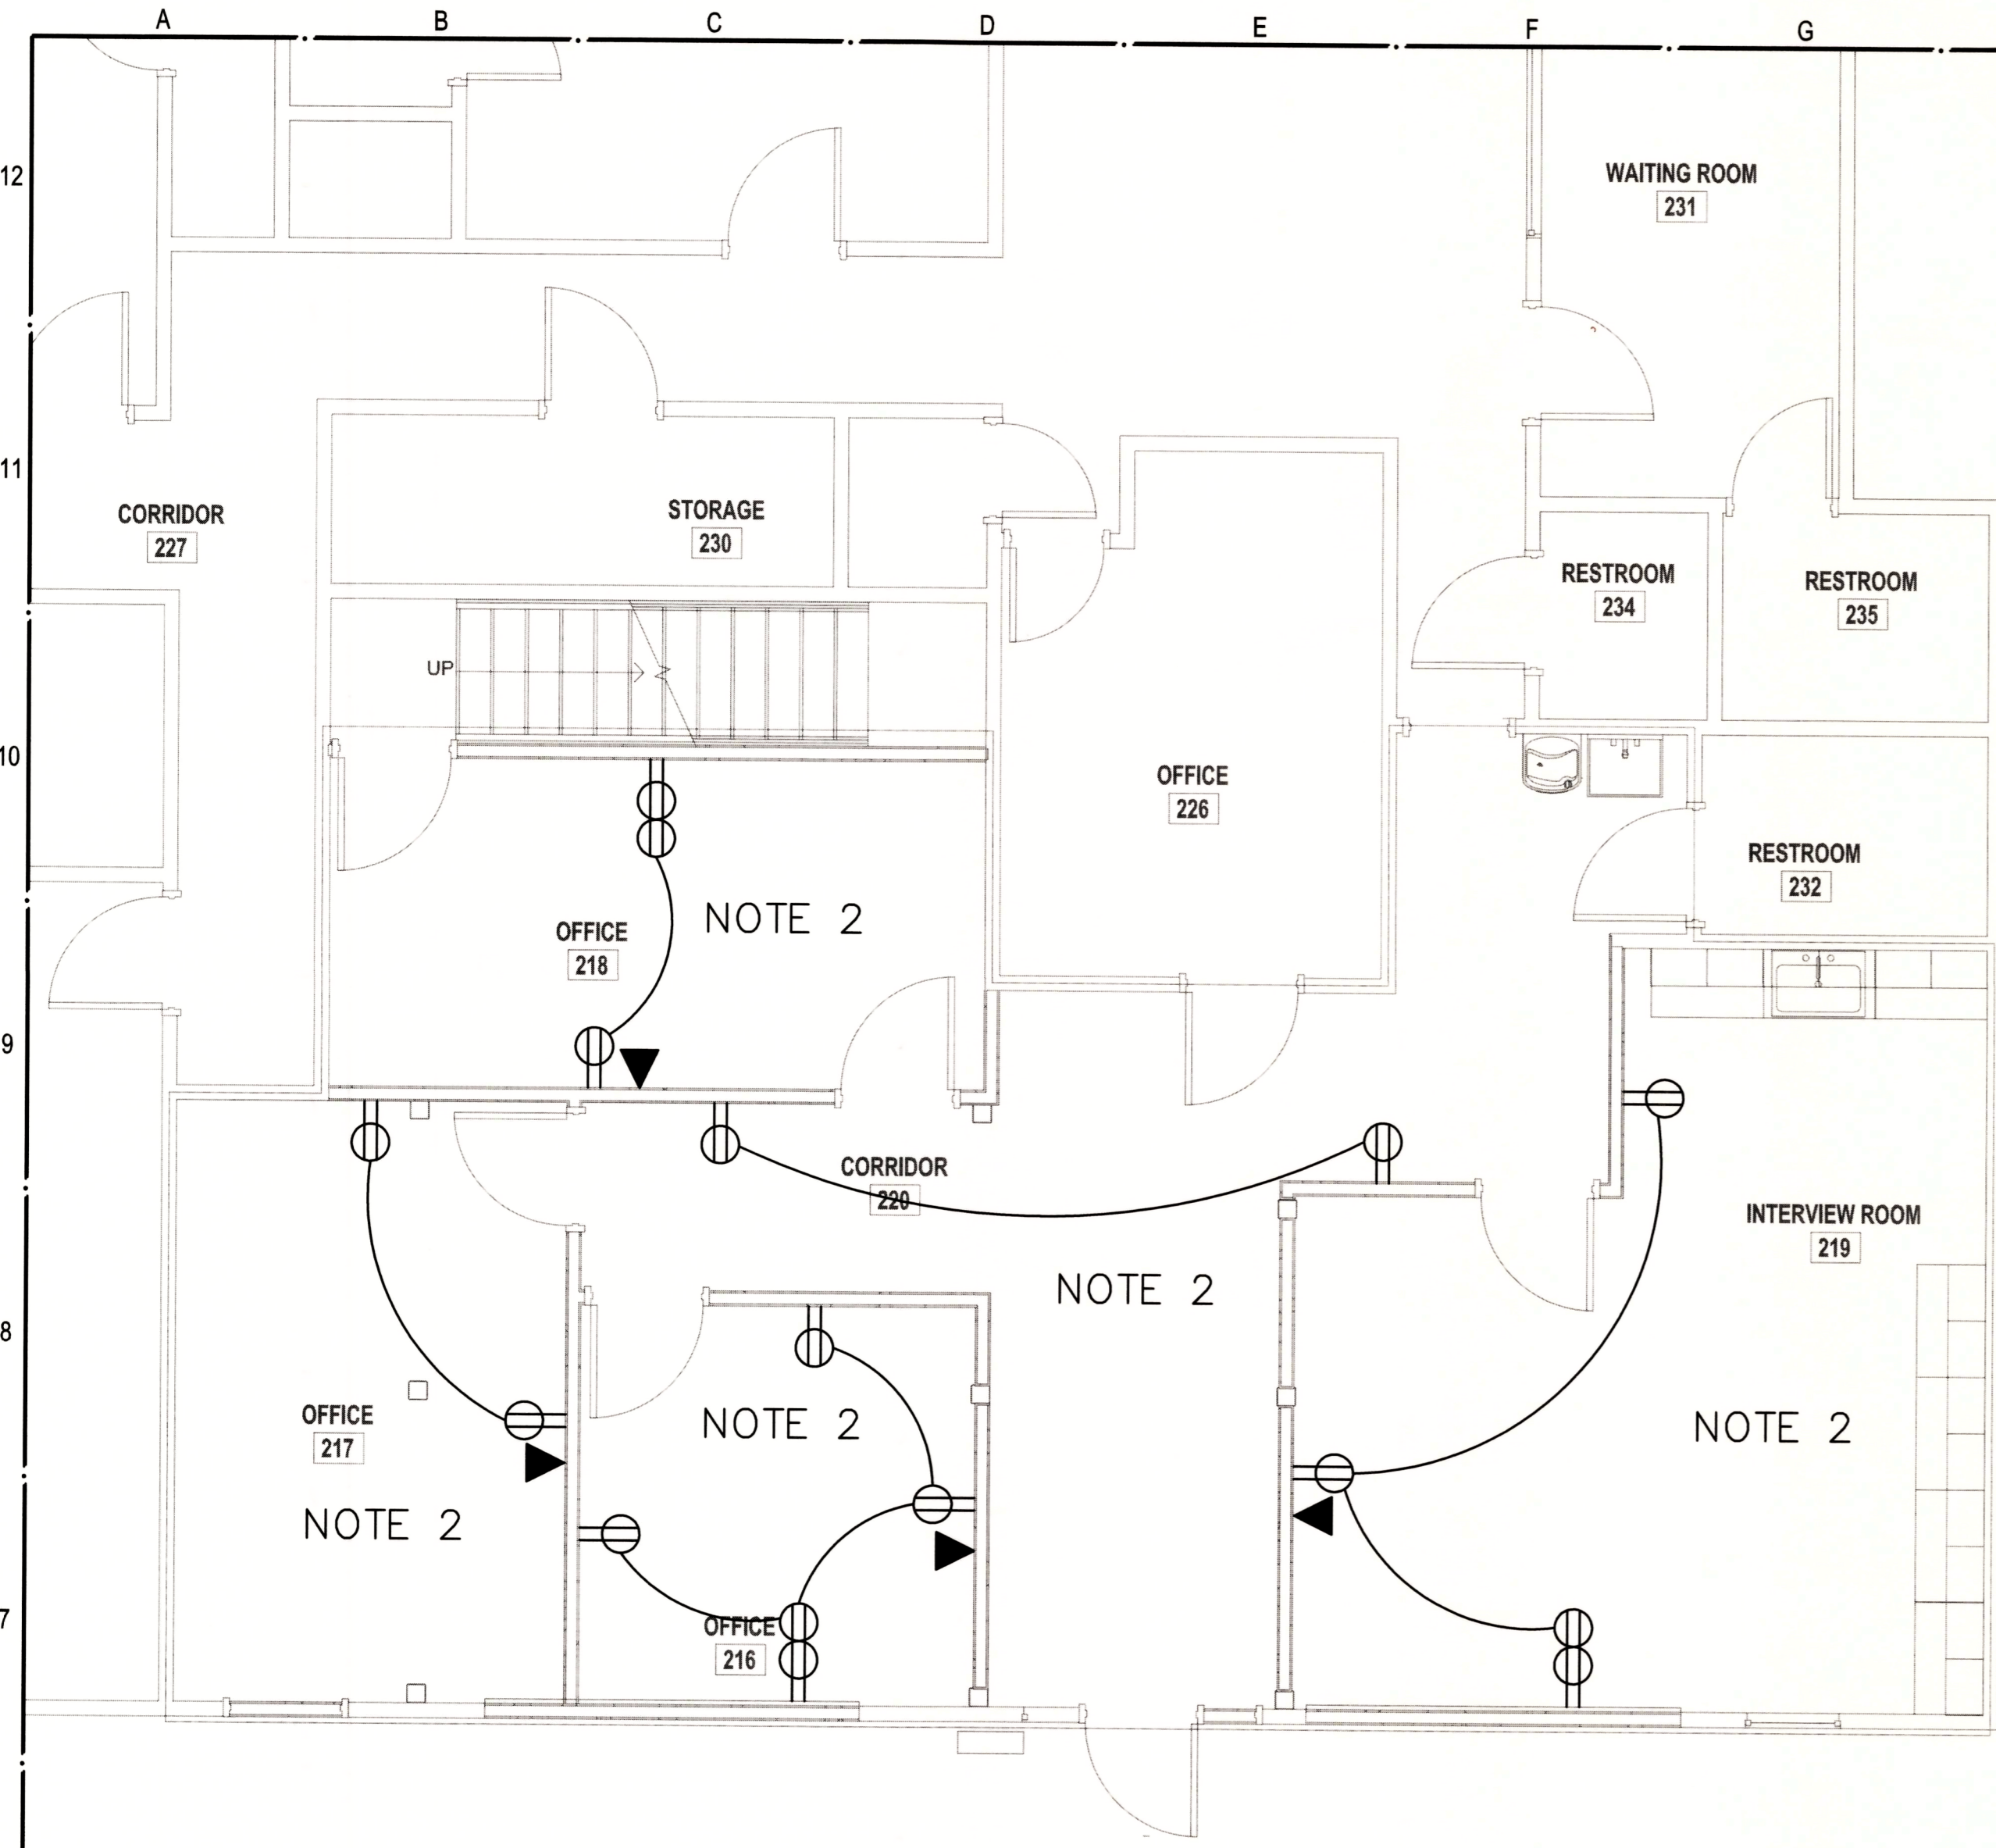 A B C D E F G
12
WAITING ROOM
231
11
CORRIDOR
227
STORAGE
230
RESTROOM
234
RESTROOM
235
UP
10
OFFICE
226
RESTROOM
232
OFFICE
218
NOTE 2
9
CORRIDOR
220
INTERVIEW ROOM
219
NOTE 2
8
OFFICE
217
NOTE 2
NOTE 2
NOTE 2
7
OFFICE
216